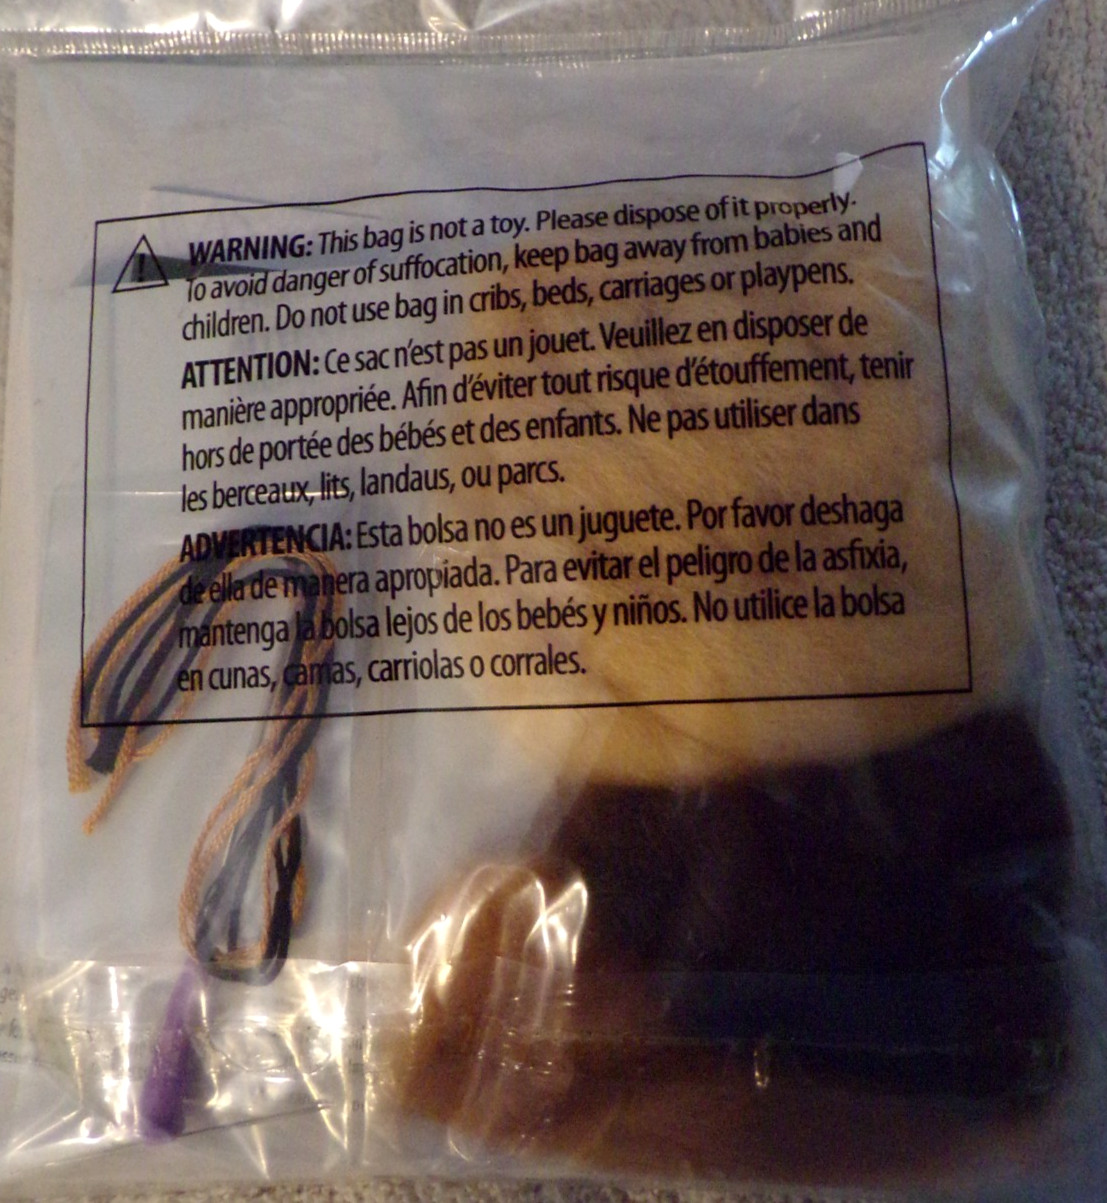 WARNING: This bag is not a toy. Please dispose of it properly.
To avoid danger of suffocation, keep bag away from babies and
children. Do not use bag in cribs, beds, carriages or playpens.
ATTENTION: Ce sac n'est pas un jouet. Veuillez en disposer de
manière appropriée. Afin d'éviter tout risque d'étouffement, tenir
hors de portée des bébés et des enfants. Ne pas utiliser dans
les berceaux, lits, landaus, ou parcs.
ADVERTENCIA: Esta bolsa no es un juguete. Por favor deshaga
de ella de manera apropiada. Para evitar el peligro de la asfixia,
mantenga la bolsa lejos de los bebés y niños. No utilice la bolsa
en cunas, camas, carriolas o corrales.